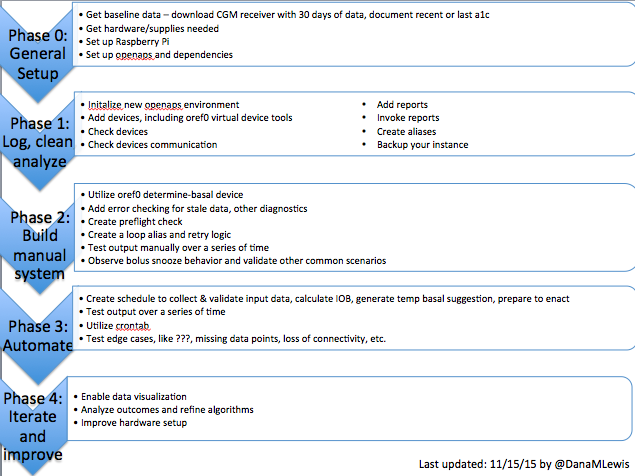 Phase 0:
General
Setup
• Get baseline data – download CGM receiver with 30 days of data, document recent or last a1c
• Get hardware/supplies needed
• Set up Raspberry Pi
• Set up openaps and dependencies
Phase 1:
Log, clean
analyze
• Initalize new openaps environment
• Add devices, including oref0 virtual device tools
• Check devices
• Check devices communication
• Add reports
• Invoke reports
• Create aliases
• Backup your instance
Phase 2:
Build
manual
system
• Utilize oref0 determine-basal device
• Add error checking for stale data, other diagnostics
• Create preflight check
• Create a loop alias and retry logic
• Test output manually over a series of time
• Observe bolus snooze behavior and validate other common scenarios
Phase 3:
Automate
• Create schedule to collect & validate input data, calculate IOB, generate temp basal suggestion, prepare to enact
• Test output over a series of time
• Utilize crontab
• Test edge cases, like ???, missing data points, loss of connectivity, etc.
Phase 4:
Iterate
and
improve
• Enable data visualization
• Analyze outcomes and refine algorithms
• Improve hardware setup
Last updated: 11/15/15 by @DanaMLewis